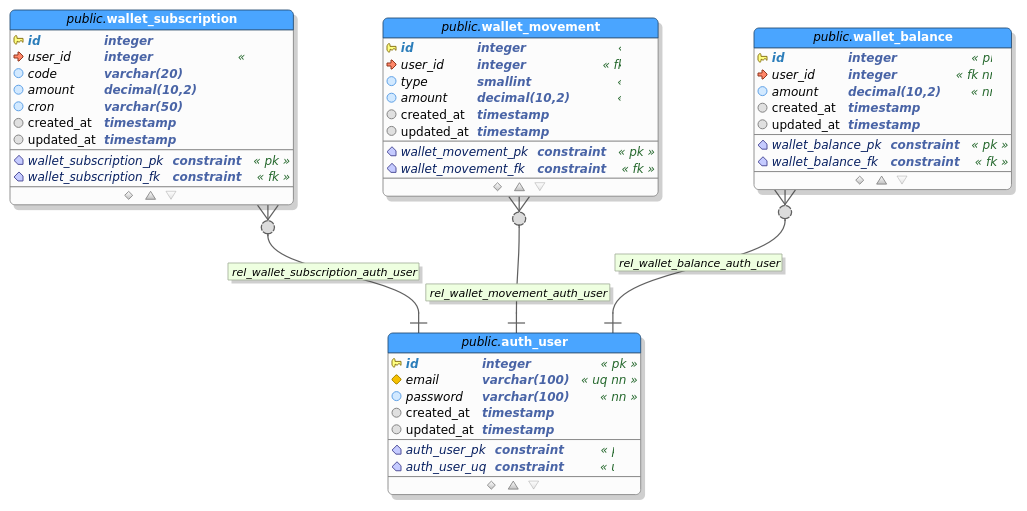 public.wallet_subscription
id integer
user_id integer «
code varchar(20)
amount decimal(10,2)
cron varchar(50)
created_at timestamp
updated_at timestamp
wallet_subscription_pk constraint « pk »
wallet_subscription_fk constraint « fk »
public.wallet_movement
id integer
user_id integer «
type smallint
amount decimal(10,2)
created_at timestamp
updated_at timestamp
wallet_movement_pk constraint « pk »
wallet_movement_fk constraint « fk »
public.wallet_balance
id integer «
user_id integer « fk
amount decimal(10,2) «
created_at timestamp
updated_at timestamp
wallet_balance_pk constraint « pk »
wallet_balance_fk constraint « fk »
rel_wallet_subscription_auth_user
rel_wallet_movement_auth_user
rel_wallet_balance_auth_user
public.auth_user
id integer « pk »
email varchar(100) « uq nn »
password varchar(100) « nn »
created_at timestamp
updated_at timestamp
auth_user_pk constraint «
auth_user_uq constraint «